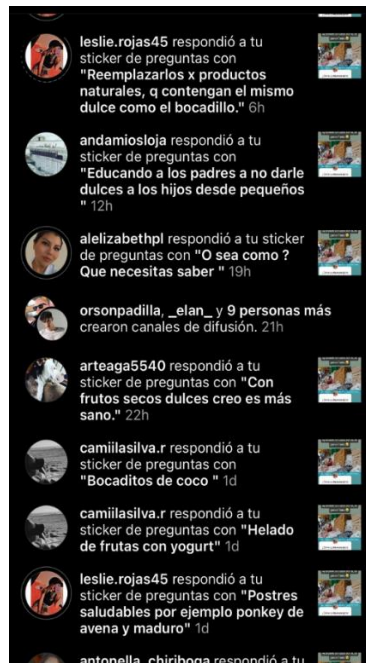 leslie.rojas45 respondió a tu
sticker de preguntas con
"Reemplazarlos x productos
naturales, q contengan el mismo
dulce como el bocadillo." 6h
andamiosloja respondió a tu
sticker de preguntas con
"Educando a los padres a no darle
dulces a los hijos desde pequeños
" 12h
alelizabethpl respondió a tu sticker
de preguntas con "O sea como ?
Que necesitas saber " 19h
orsonpadilla, _elan_ y 9 personas más
crearon canales de difusión. 21h
arteaga5540 respondió a tu
sticker de preguntas con "Con
frutos secos dulces creo es más
sano." 22h
camiilasilva.r respondió a tu
sticker de preguntas con
"Bocaditos de coco " 1d
camiilasilva.r respondió a tu
sticker de preguntas con "Helado
de frutas con yogurt" 1d
leslie.rojas45 respondió a tu
sticker de preguntas con "Postres
saludables por ejemplo ponkey de
avena y maduro" 1d
antonella_chiriboga respondió a tu